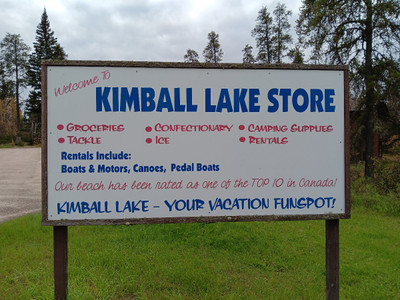 Welcome To
KIMBALL LAKE STORE
• GROCERIES • CONFECTIONARY • CAMPING SUPPLIES
• TACKLE • ICE • RENTALS
Rentals Include:
Boats & Motors, Canoes, Pedal Boats
Our beach has been rated as one of the TOP 10 in Canada!
KIMBALL LAKE – YOUR VACATION FUNSPOT!